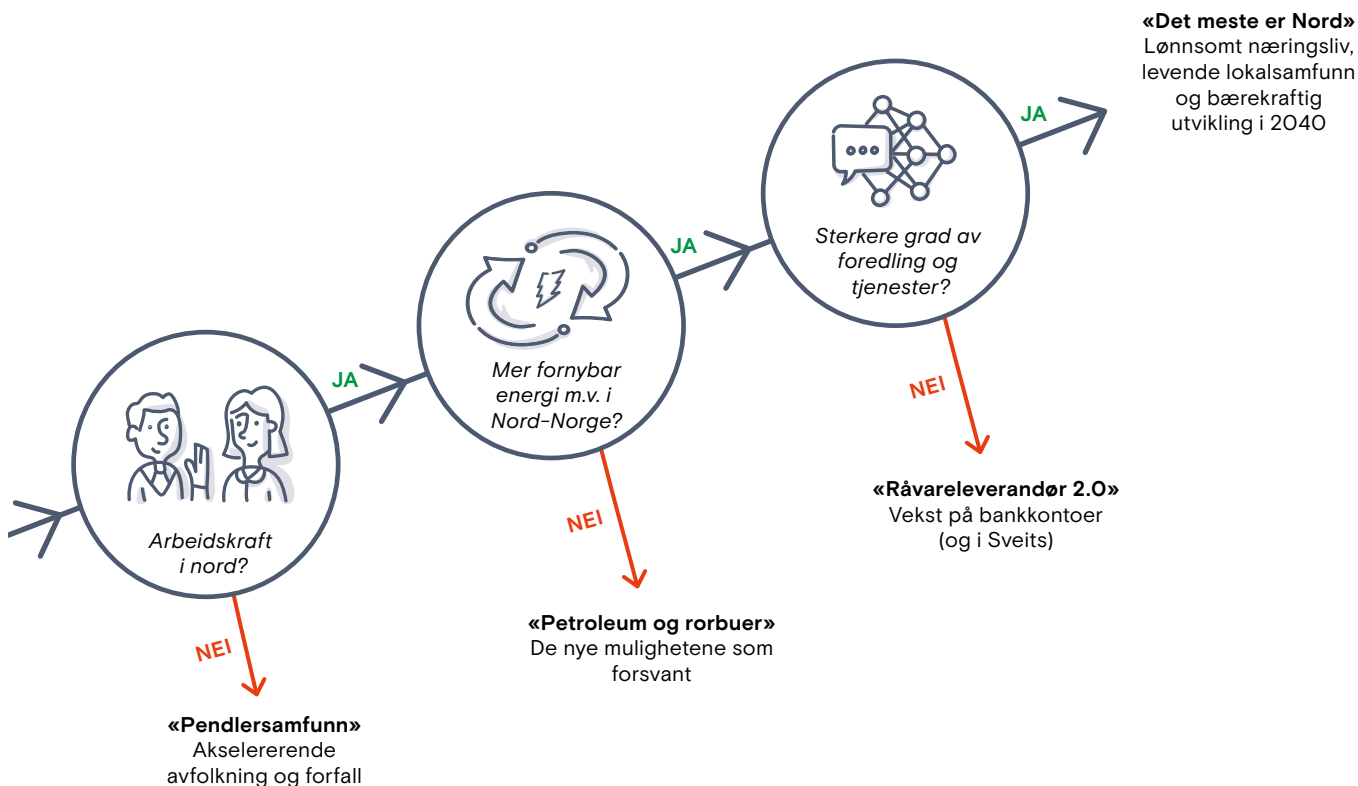 «Det meste er Nord»
Lønnsomt næringsliv,
levende lokalsamfunn
og bærekraftig
utvikling i 2040
JA
Sterkere grad av
foredling og
tjenester?
JA
NEI
Mer fornybar
energi m.v. i
Nord-Norge?
JA
NEI
«Råvareleverandør 2.0»
Vekst på bankkontoer
(og i Sveits)
Arbeidskraft
i nord?
NEI
«Petroleum og rorbuer»
De nye mulighetene som
forsvant
«Pendlersamfunn»
Akselererende
avfolkning og forfall